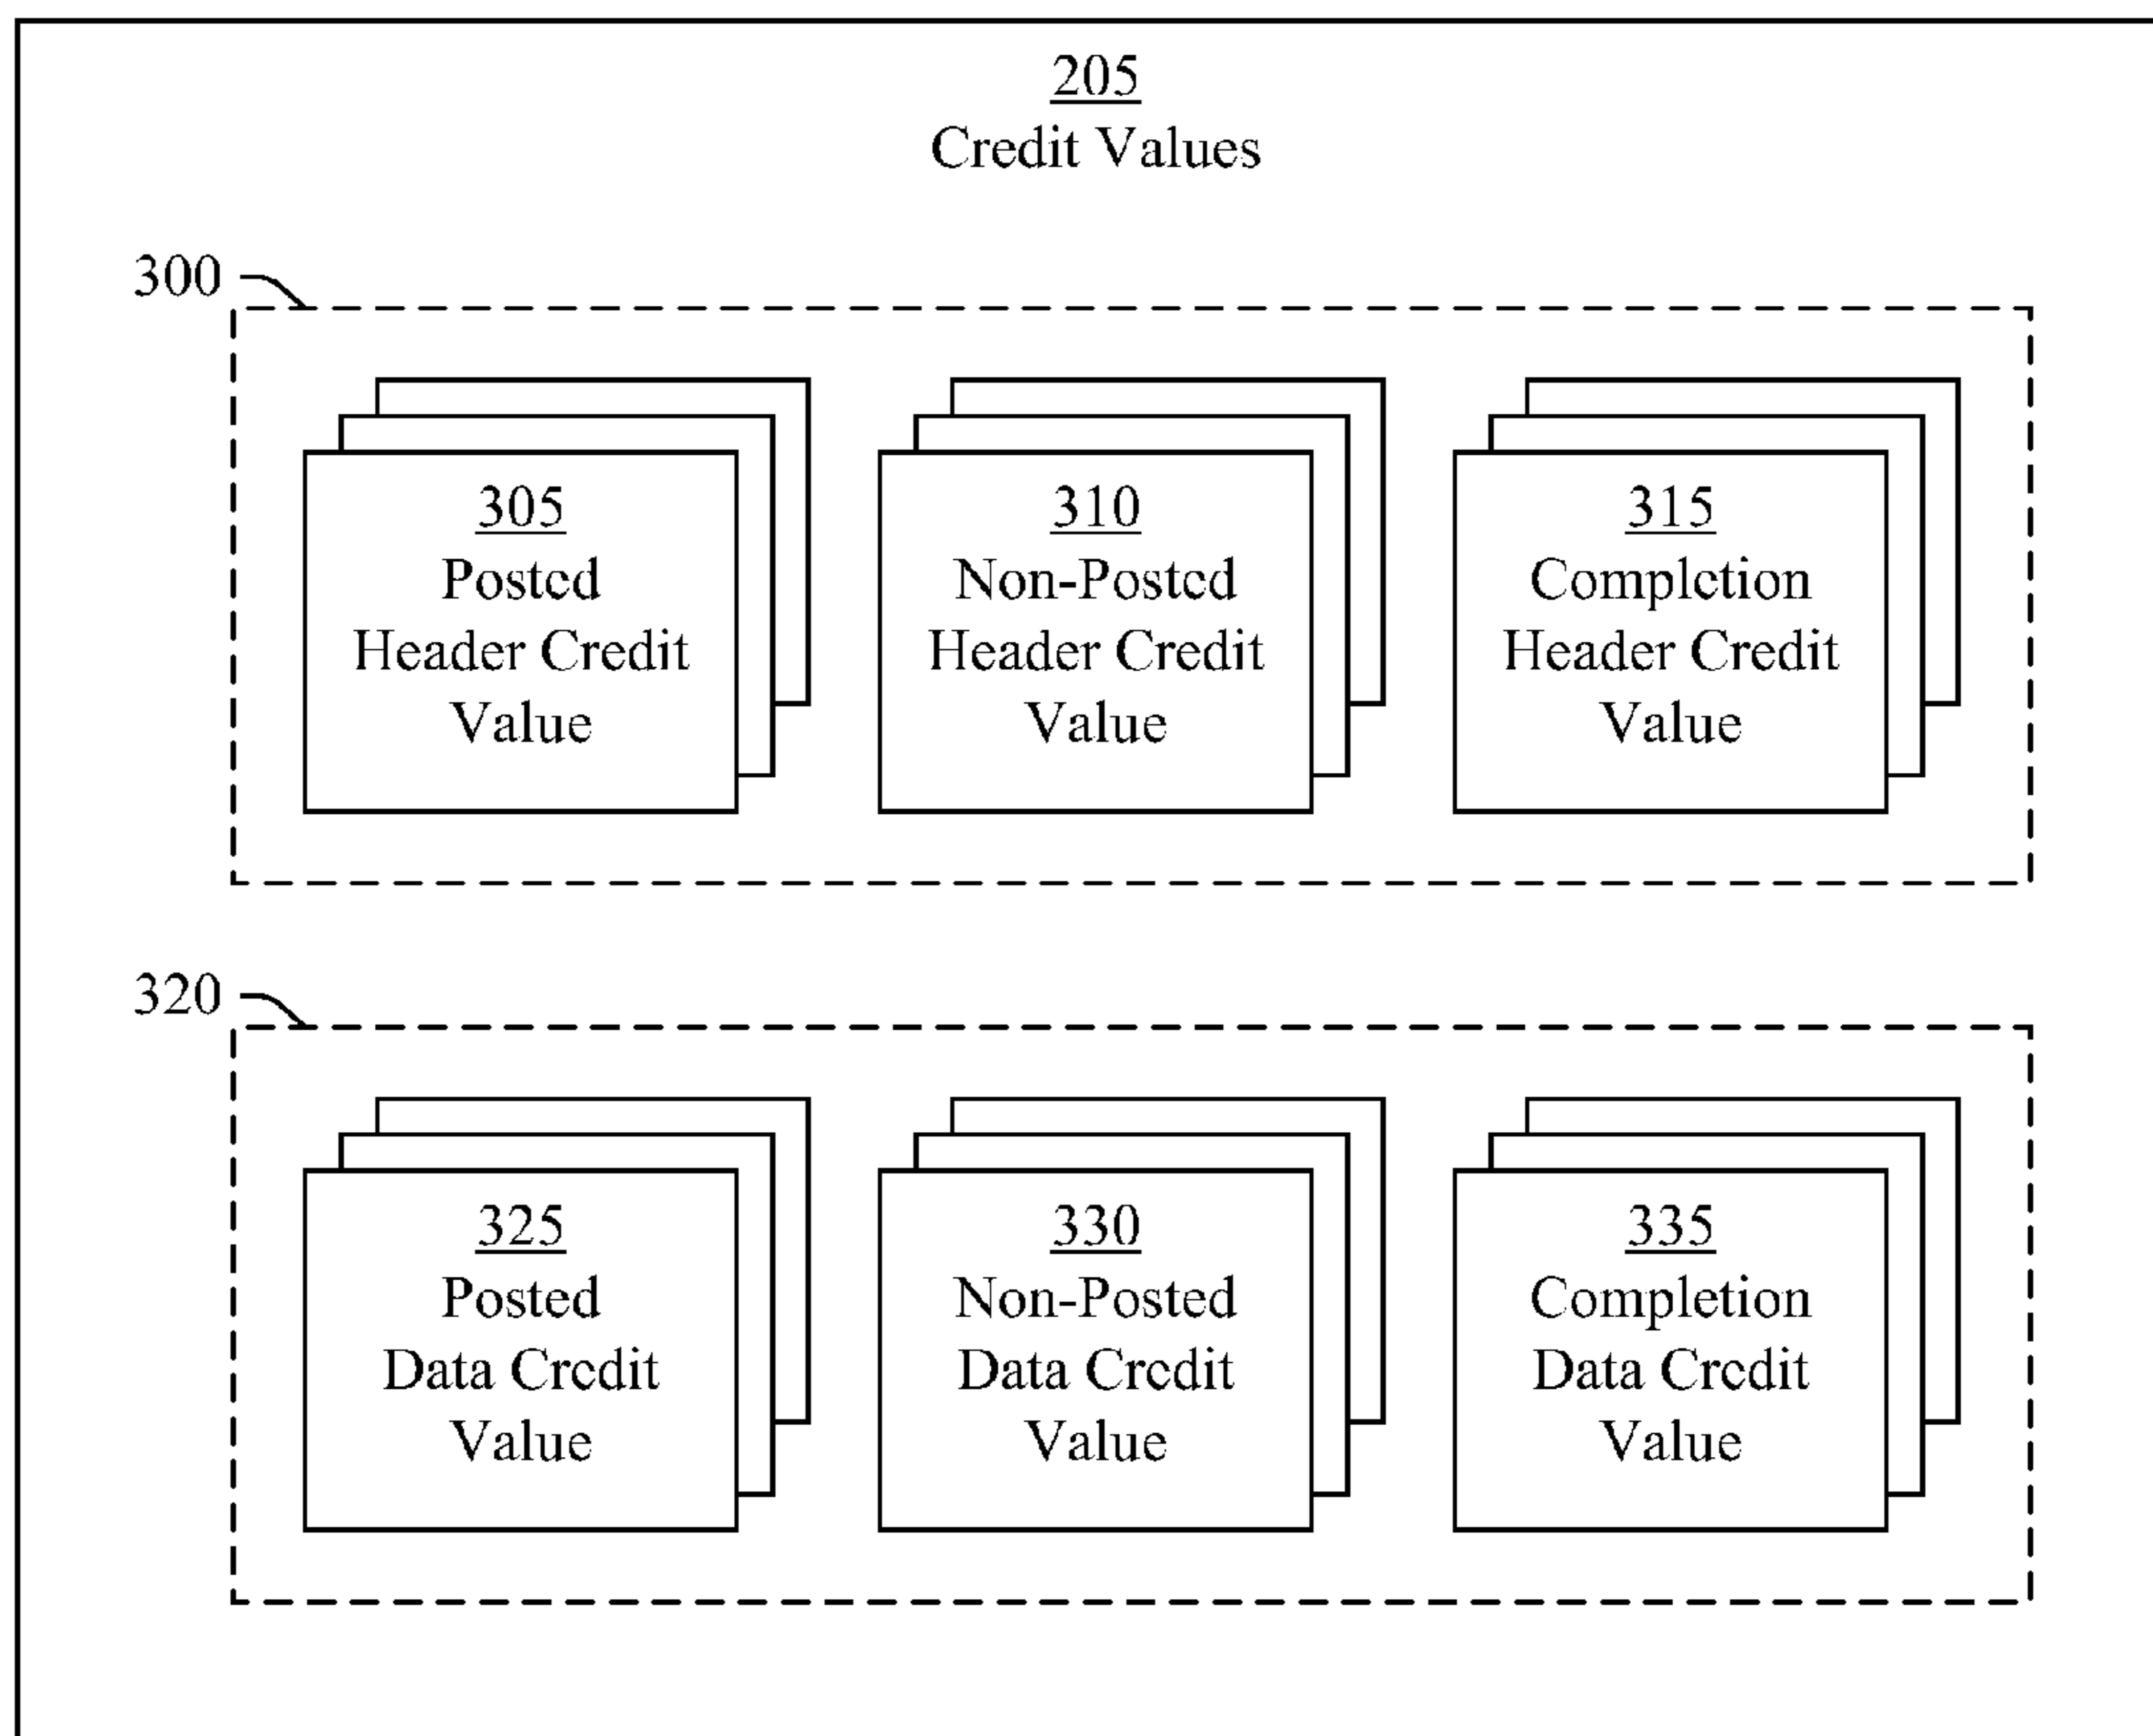 205
Credit Values
300
305
Posted
Header Credit
Value
310
Non-Posted
Header Credit
Value
315
Completion
Header Credit
Value
320
325
Posted
Data Credit
Value
330
Non-Posted
Data Credit
Value
335
Completion
Data Credit
Value